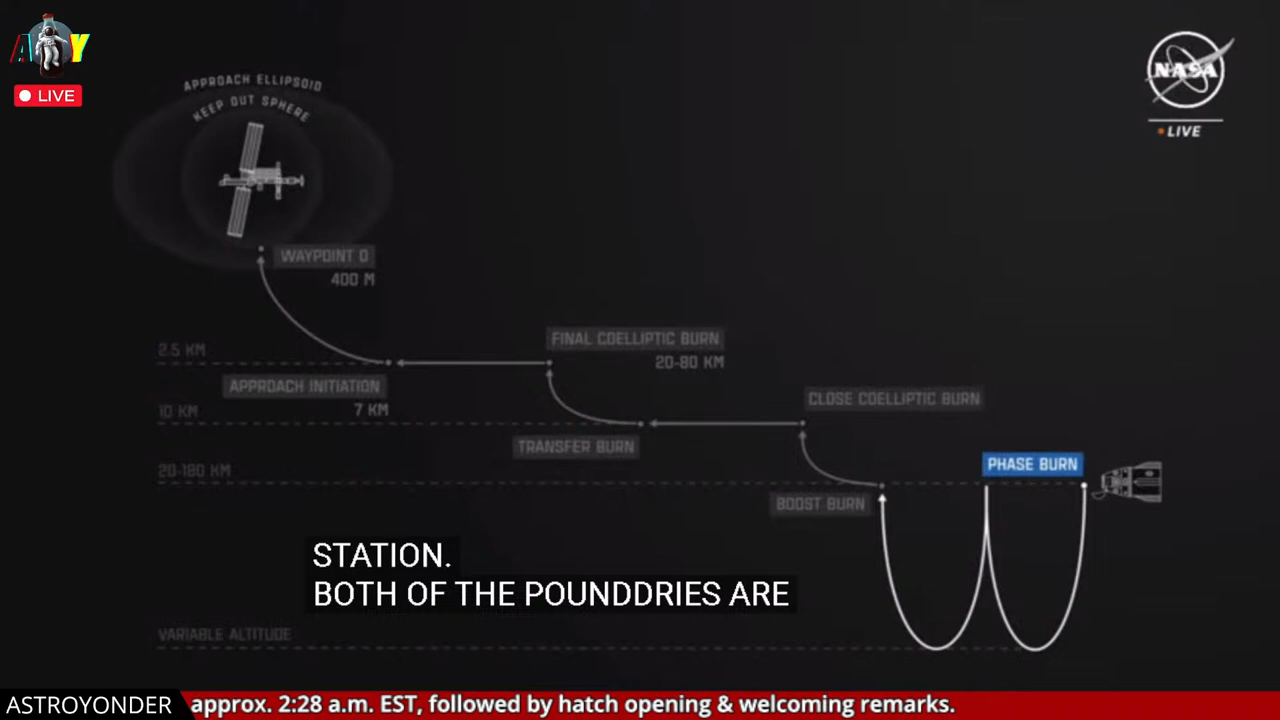 AY
LIVE
APPROACH ELLIPSOID
KEEP OUT SPHERE
NASA
LIVE
WAYPOINT 0
400 M
2.5 KM
FINAL COELLIPTIC BURN
20-80 KM
APPROACH INITIATION
7 KM
10 KM
CLOSE COELLIPTIC BURN
TRANSFER BURN
20-180 KM
PHASE BURN
BOOST BURN
STATION.
BOTH OF THE POUNDDRIES ARE
VARIABLE ALTITUDE
ASTROYONDER
approx. 2:28 a.m. EST, followed by hatch opening & welcoming remarks.